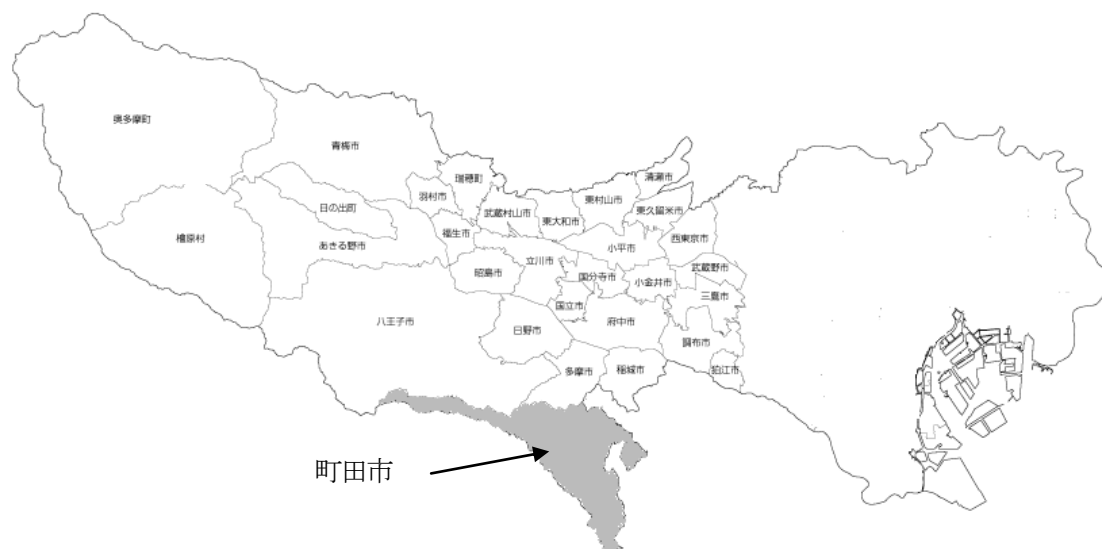 奥多摩町
青梅市
瑞穂町
清瀬市
羽村市
東村山市
日の出町
武蔵村山市
東大和市
東久留米市
檜原村
あきる野市
福生市
小平市
西東京市
昭島市
立川市
国分寺市
小金井市
武蔵野市
三鷹市
国立市
八王子市
日野市
府中市
調布市
多摩市
稲城市
狛江市
町田市